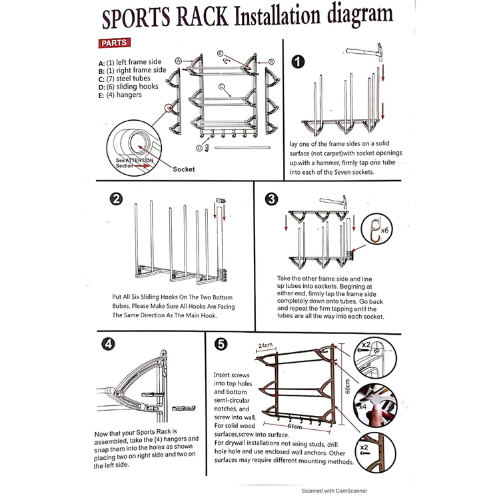 SPORTS RACK Installation diagram
PARTS
A: (1) left frame side
B: (1) right frame side
C: (7) steel tubes
D: (6) sliding hooks
E: (4) hangers
A
B
E
C
D
See ATTENTION
Section
Socket
1
lay one of the frame sides on a solid
surface (not carpet)with socket openings
up,with a hammer, firmly tap one tube
into each of the Seven sockets.
2
Put All Six Sliding Hooks On The Two Bottom
Bubes. Please Make Sure All Hooks Are Facing
The Same Direction As The Main Hook.
3
x6
Take the other frame side and line
up tubes into sockets. Begining at
either end, firmly tap the frame side
completely down onto tubes. Go back
and repeat the firm tapping until the
tubes are all the way into each socket.
4
Now that your Sports Rack is
assembled, take the (4) hangers and
snap them into the holes as shown
placing two on right side and two on
the left side.
5
24cm
60cm
61cm
x2
x4
x2
Insert screws
into top holes
and bottom
semi-circular
notches, and
screw into wall.
For solid wood
surfaces,screw into surface.
For drywall installations not using studs, drill
hole hole and use enclosed wall anchors. Other
surfaces may require different mounting methods.
Scanned with CamScanner